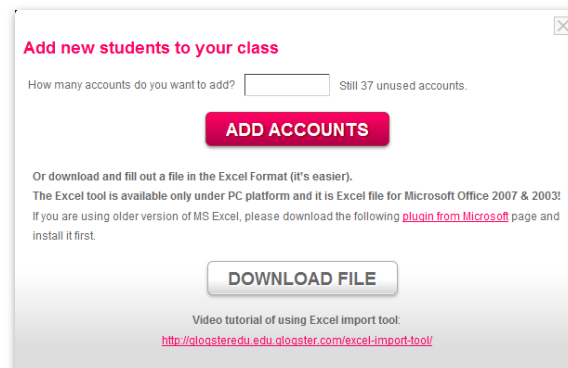 Add new students to your class
How many accounts do you want to add? Still 37 unused accounts.
ADD ACCOUNTS
Or download and fill out a file in the Excel Format (it's easier).
The Excel tool is available only under PC platform and it is Excel file for Microsoft Office 2007 & 2003!
If you are using older version of MS Excel, please download the following plugin from Microsoft page and
install it first.
DOWNLOAD FILE
Video tutorial of using Excel import tool:
http://glogsteredu.edu.glogster.com/excel-import-tool/